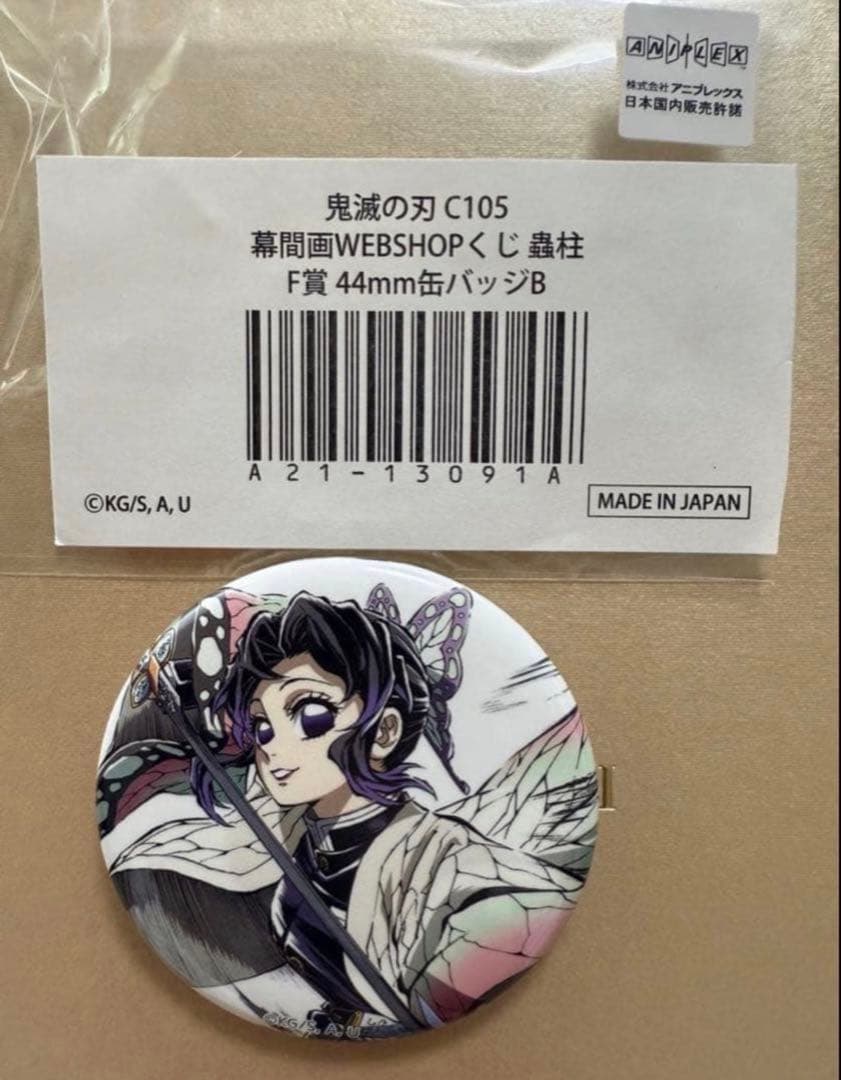 ANIPLEX
株式会社アニプレックス
日本国内販売許諾
鬼滅の刃 C105
幕間画WEBSHOPくじ 蟲柱
F賞 44mm缶バッジB
A21-13091A
©KG/S, A, U
MADE IN JAPAN
©KG/S, A, U